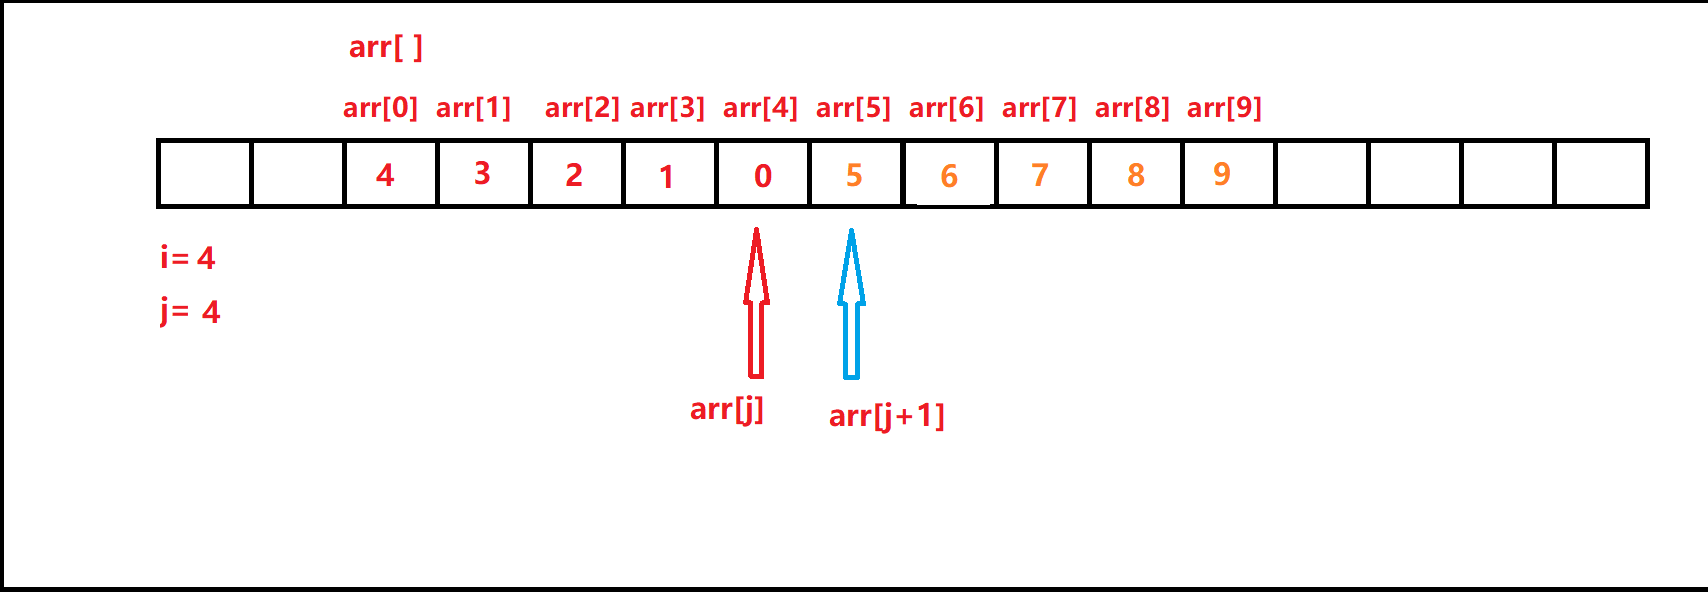 arr[ ]
arr[0] arr[1] arr[2] arr[3] arr[4] arr[5] arr[6] arr[7] arr[8] arr[9]
4 3 2 1 0 5 6 7 8 9
i= 4
j= 4
arr[j] arr[j+1]